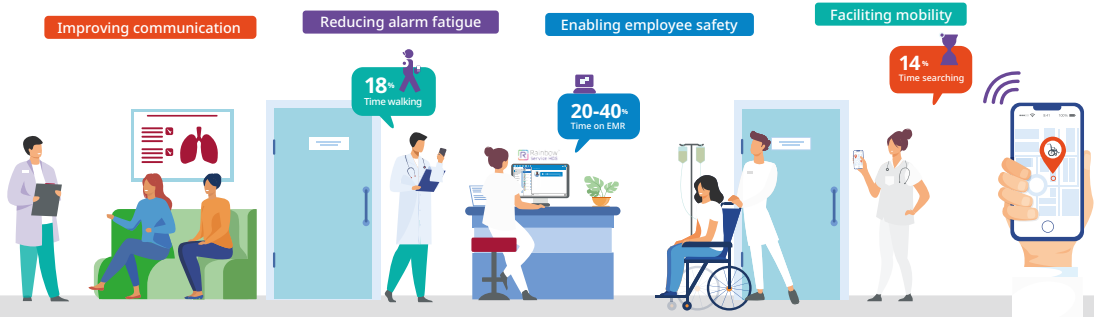 Improving communication
Reducing alarm fatigue
Enabling employee safety
Faciliting mobility
18%
Time walking
20-40%
Time on EMR
14%
Time searching
Rainbow